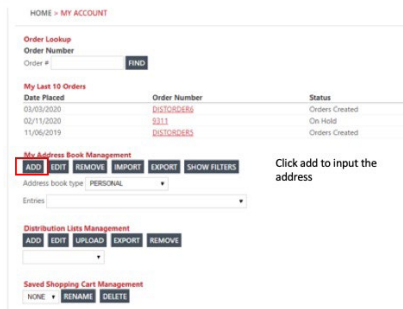 HOME > MY ACCOUNT
Order Lookup
Order Number
Order # FIND
My Last 10 Orders
Date Placed Order Number Status
03/03/2020 DISTORDER6 Orders Created
02/11/2020 9311 On Hold
11/06/2019 DISTORDER5 Orders Created
My Address Book Management
ADD EDIT REMOVE IMPORT EXPORT SHOW FILTERS
Click add to input the
address
Address book type PERSONAL
Entries
Distribution Lists Management
ADD EDIT UPLOAD EXPORT REMOVE
Saved Shopping Cart Management
NONE RENAME DELETE